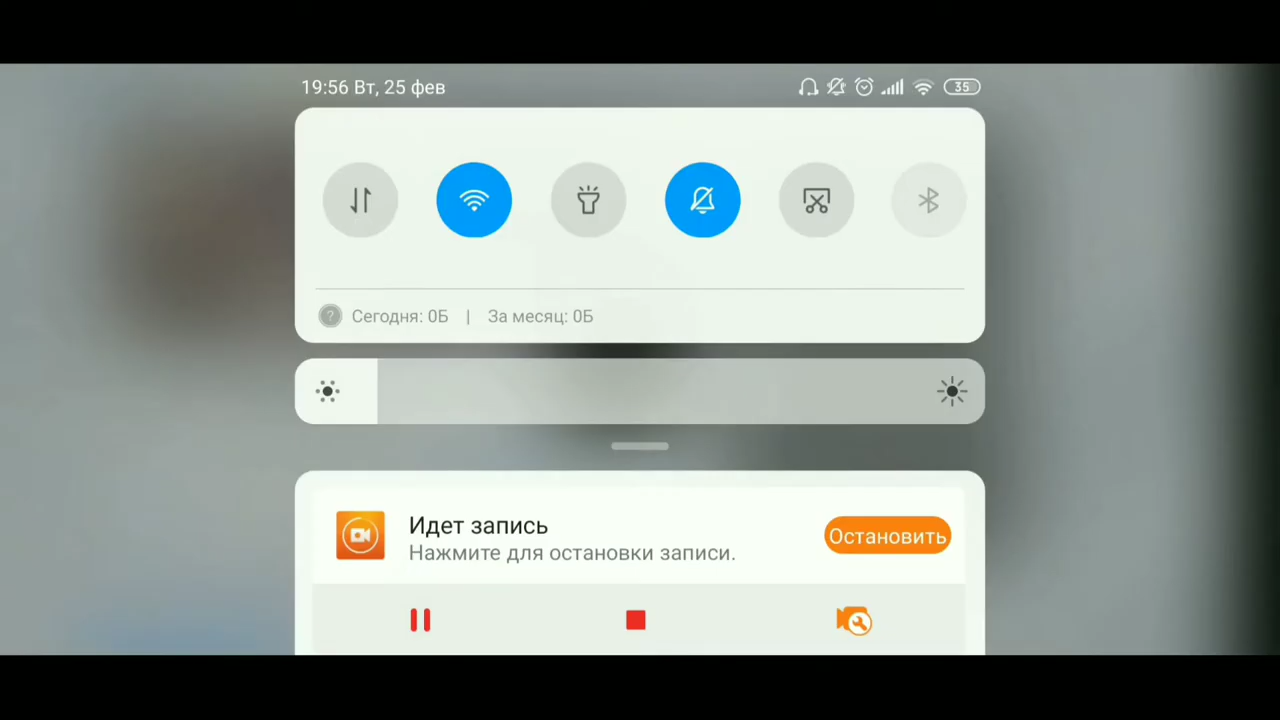 19:56 Вт, 25 фев
35
Сегодня: 0Б | За месяц: 0Б
Идет запись
Нажмите для остановки записи.
Остановить